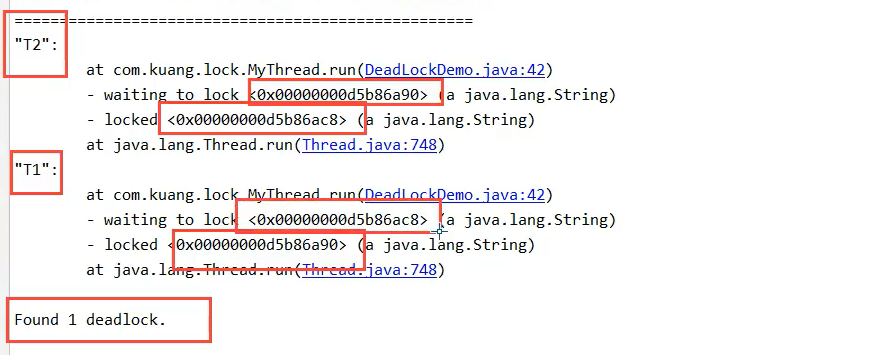 ===================================================
"T2":
at com.kuang.lock.MyThread.run(DeadLockDemo.java:42)
- waiting to lock <0x00000000d5b86a90> (a java.lang.String)
- locked <0x00000000d5b86ac8> (a java.lang.String)
at java.lang.Thread.run(Thread.java:748)
"T1":
at com.kuang.lock.MyThread.run(DeadLockDemo.java:42)
- waiting to lock <0x00000000d5b86ac8> (a java.lang.String)
- locked <0x00000000d5b86a90> (a java.lang.String)
at java.lang.Thread.run(Thread.java:748)
Found 1 deadlock.